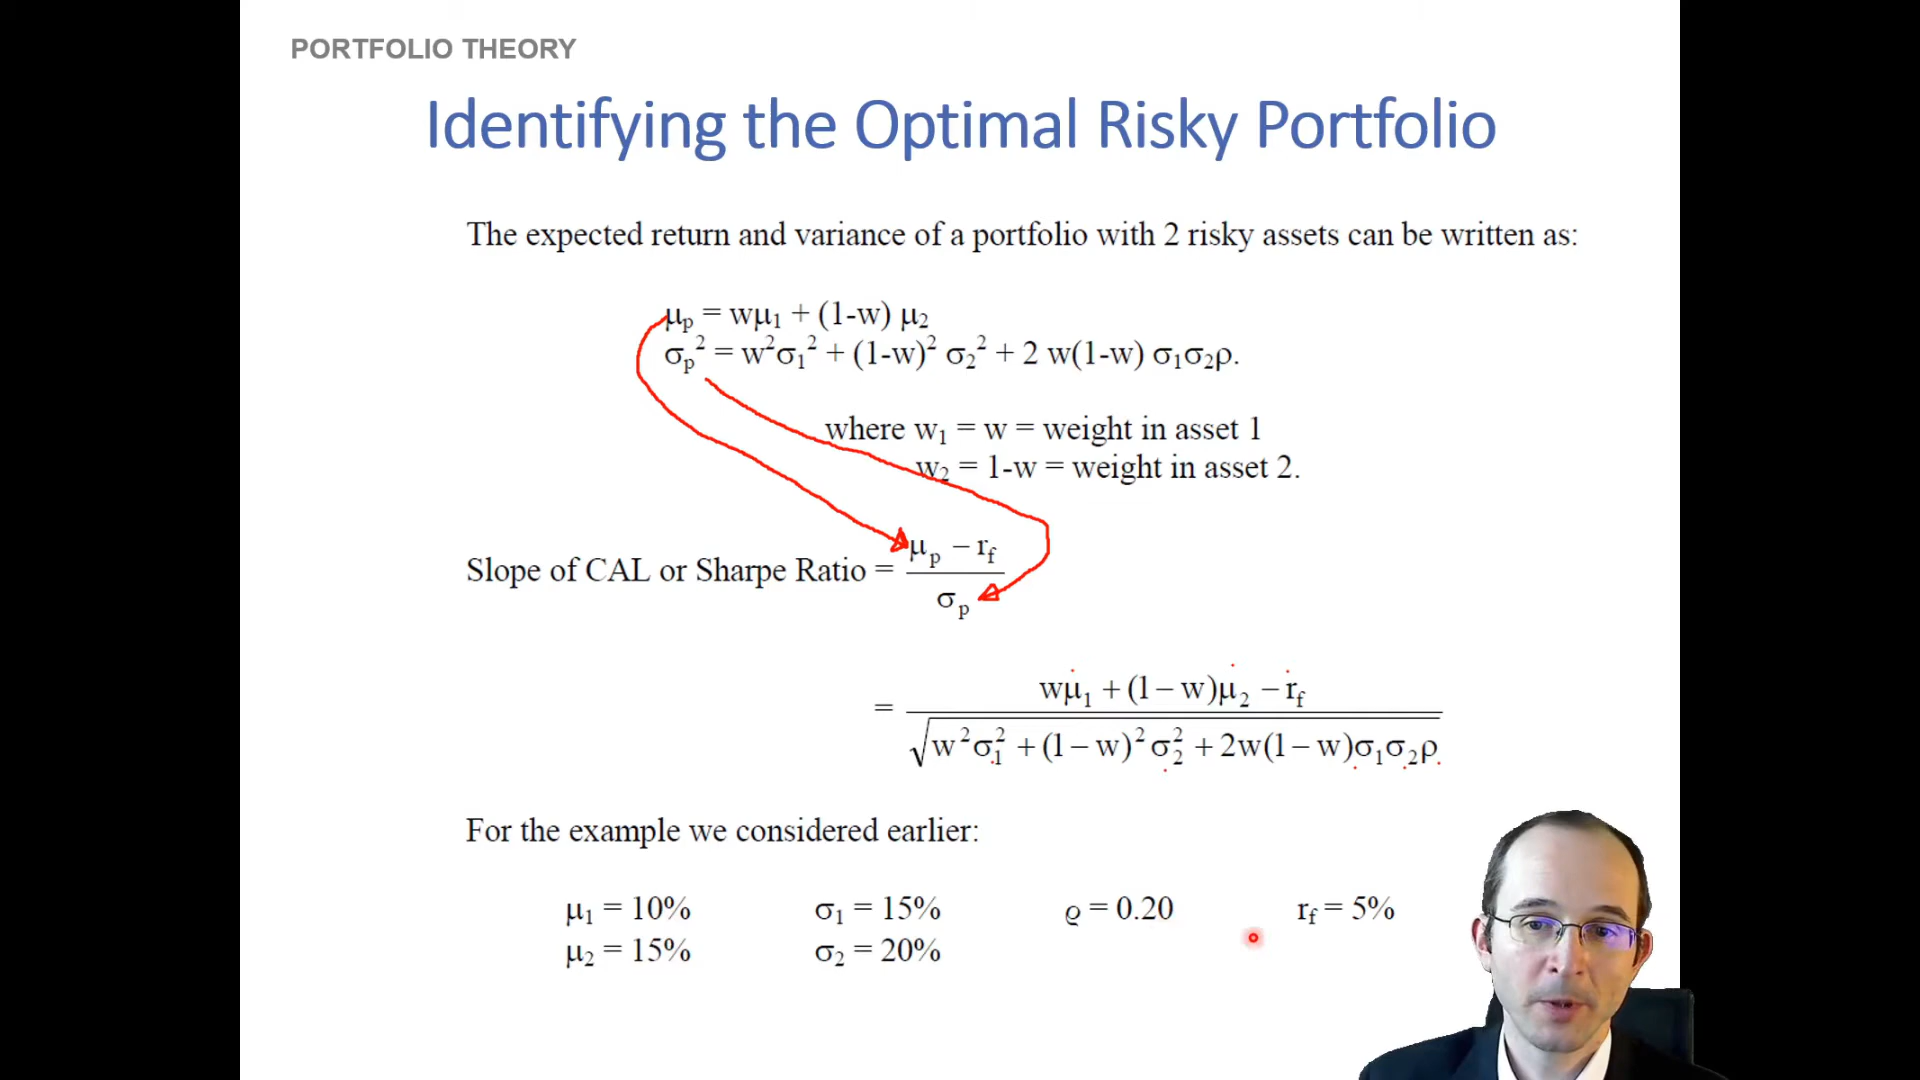 PORTFOLIO THEORY
Identifying the Optimal Risky Portfolio
The expected return and variance of a portfolio with 2 risky assets can be written as:
μp = wμ1 + (1-w) μ2
σp² = w²σ1² + (1-w)² σ2² + 2 w(1-w) σ1σ2ρ.
where w1 = w = weight in asset 1
w2 = 1-w = weight in asset 2.
Slope of CAL or Sharpe Ratio = (μp − rf) / σp
= (wμ1 + (1 − w)μ2 − rf) / √(w²σ1² + (1 − w)²σ2² + 2w(1 − w)σ1σ2ρ)
For the example we considered earlier:
μ1 = 10% σ1 = 15% ϱ = 0.20 rf = 5%
μ2 = 15% σ2 = 20%